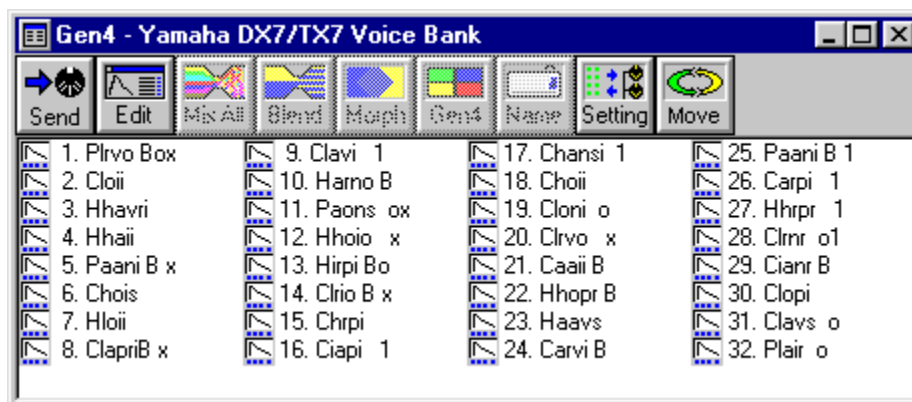 Gen4 - Yamaha DX7/TX7 Voice Bank
Send Edit Mix All Blend Morph Gen4 Name Setting Move
1. Plrvo Box
2. Cloii
3. Hhavri
4. Hhaii
5. Paani B x
6. Chois
7. Hloii
8. ClapriB x
9. Clavi 1
10. Harno B
11. Paons ox
12. Hhoio x
13. Hirpi Bo
14. Clrio B x
15. Chrpi
16. Ciapi 1
17. Chansi 1
18. Choii
19. Cloni o
20. Clrvo x
21. Caaii B
22. Hhopr B
23. Haavs
24. Carvi B
25. Paani B 1
26. Carpi 1
27. Hhrpr 1
28. Clrnr o1
29. Cianr B
30. Clopi
31. Clavs o
32. Plair o